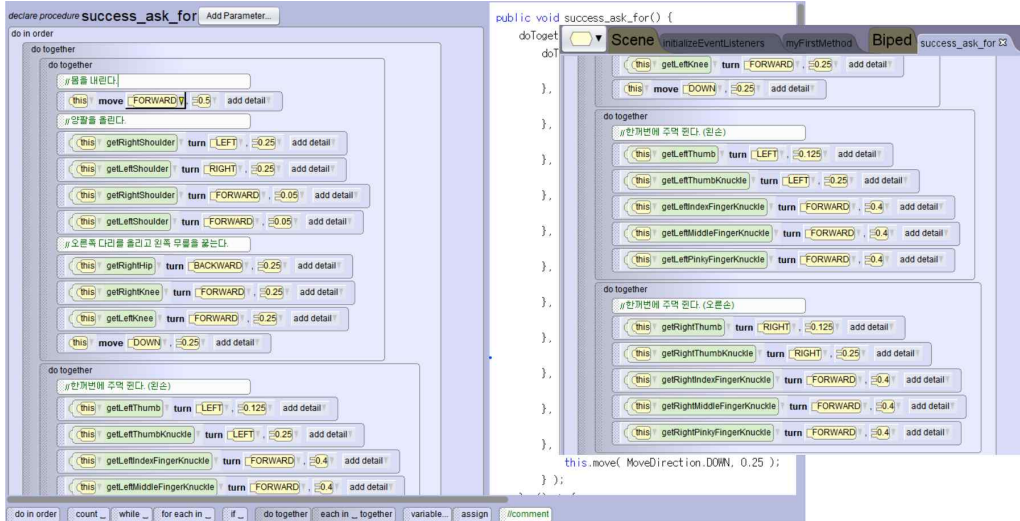 declare procedure success_ask_for Add Parameter...
do in order
do together
do together
//몸을 내린다.
this move FORWARD , 0.5 add detail
//양팔을 올린다.
this getRightShoulder turn LEFT , 0.25 add detail
this getLeftShoulder turn RIGHT , 0.25 add detail
this getRightShoulder turn FORWARD , 0.05 add detail
this getLeftShoulder turn FORWARD , 0.05 add detail
//오른쪽 다리를 올리고 왼쪽 무릎을 꿇는다.
this getRightHip turn BACKWARD , 0.25 add detail
this getRightKnee turn FORWARD , 0.25 add detail
this getLeftKnee turn FORWARD , 0.25 add detail
this move DOWN , 0.25 add detail
do together
//한꺼번에 주먹 쥔다. (왼손)
this getLeftThumb turn LEFT , 0.125 add detail
this getLeftThumbKnuckle turn LEFT , 0.25 add detail
this getLeftIndexFingerKnuckle turn FORWARD , 0.4 add detail
this getLeftMiddleFingerKnuckle turn FORWARD , 0.4 add detail
do in order count _ while _ for each in _ if _ do together each in _ together variable... assign //comment
public void success_ask_for() {
doToget
doT
},
},
},
},
},
},
},
},
},
},
},
this.move( MoveDirection.DOWN, 0.25 );
} );
Scene initializeEventListeners myFirstMethod Biped success_ask_for
this getLeftKnee turn FORWARD , 0.25 add detail
this move DOWN , 0.25 add detail
do together
//한꺼번에 주먹 쥔다. (왼손)
this getLeftThumb turn LEFT , 0.125 add detail
this getLeftThumbKnuckle turn LEFT , 0.25 add detail
this getLeftIndexFingerKnuckle turn FORWARD , 0.4 add detail
this getLeftMiddleFingerKnuckle turn FORWARD , 0.4 add detail
this getLeftPinkyFingerKnuckle turn FORWARD , 0.4 add detail
do together
//한꺼번에 주먹 쥔다. (오른손)
this getRightThumb turn RIGHT , 0.125 add detail
this getRightThumbKnuckle turn RIGHT , 0.25 add detail
this getRightIndexFingerKnuckle turn FORWARD , 0.4 add detail
this getRightMiddleFingerKnuckle turn FORWARD , 0.4 add detail
this getRightPinkyFingerKnuckle turn FORWARD , 0.4 add detail